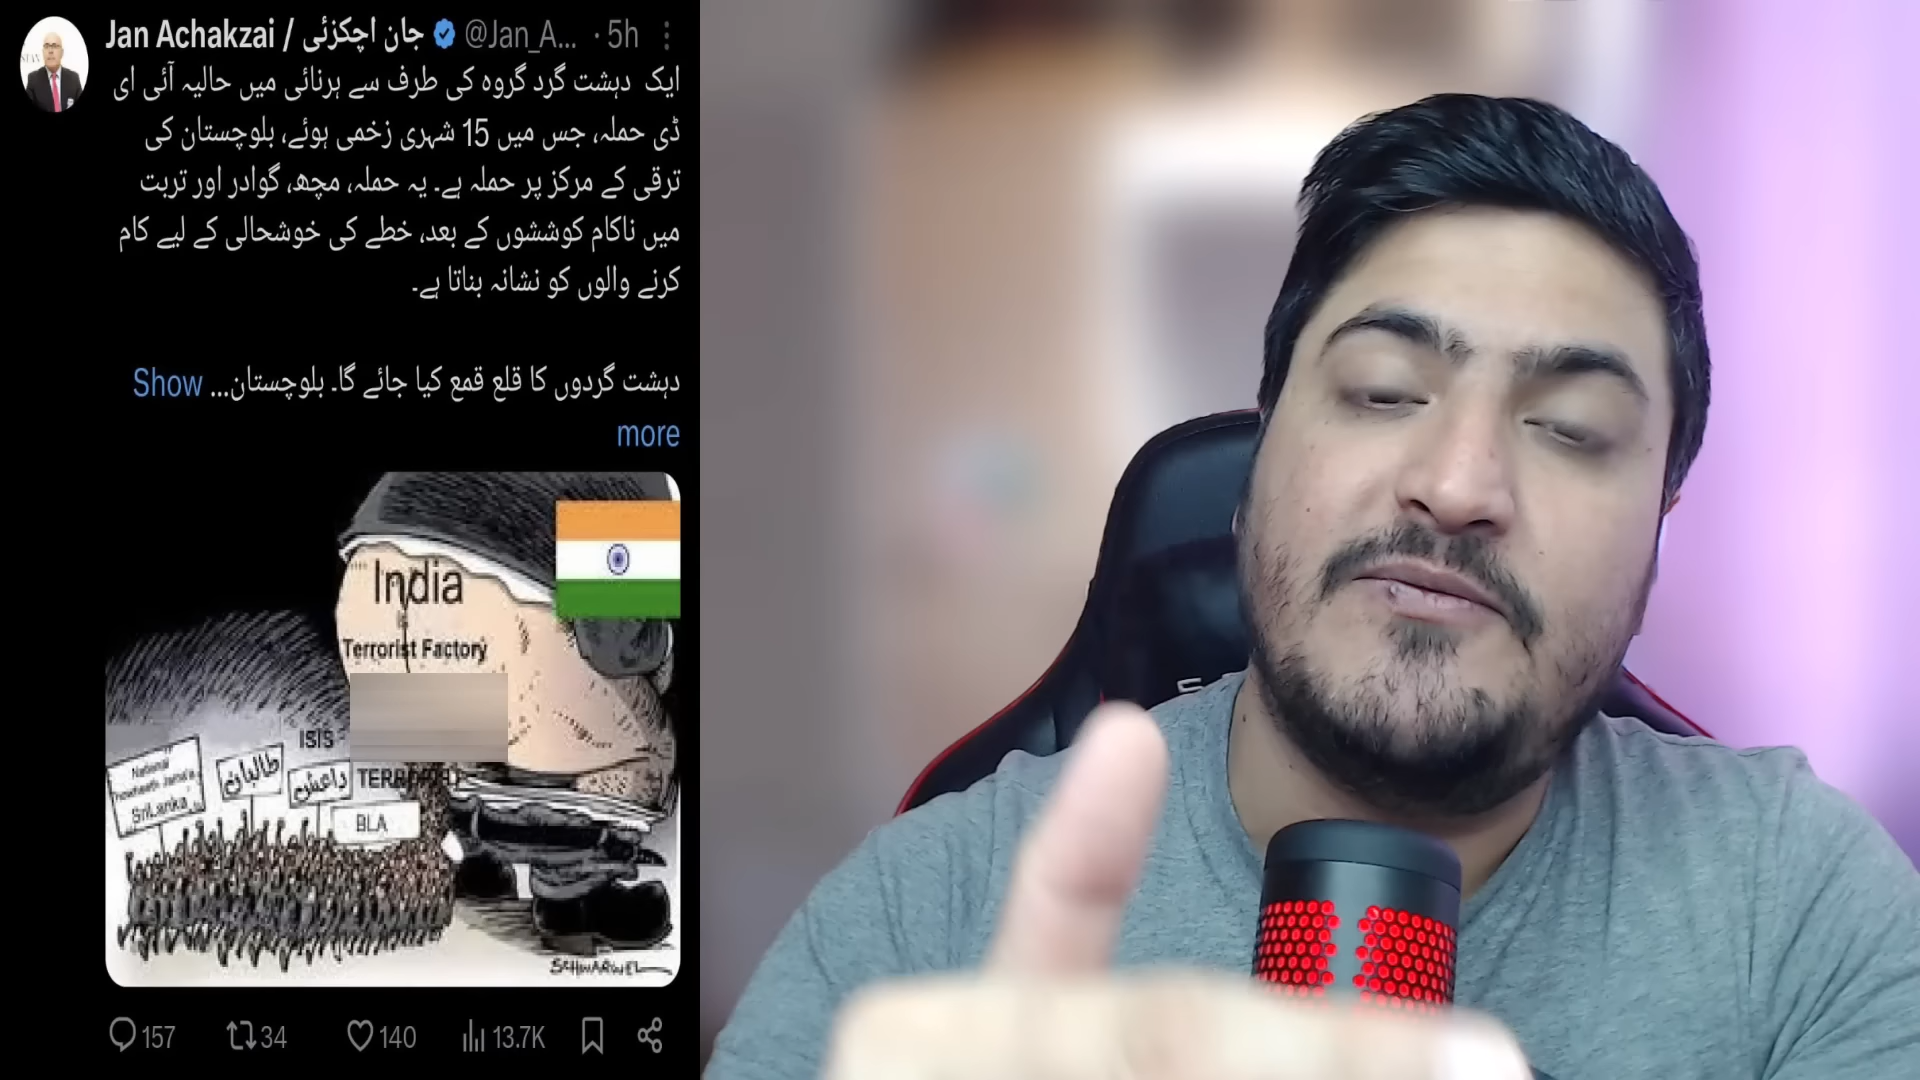 Jan Achakzai / جان اچکزئی @Jan_A... · 5h
ایک دہشت گرد گروہ کی طرف سے ہرنائی میں حالیہ آئی ای
ڈی حملہ، جس میں 15 شہری زخمی ہوئے، بلوچستان کی
ترقی کے مرکز پر حملہ ہے۔ یہ حملہ، مچھ، گوادر اور تربت
میں ناکام کوششوں کے بعد، خطے کی خوشحالی کے لیے کام
کرنے والوں کو نشانہ بناتا ہے۔
دہشت گردوں کا قلع قمع کیا جائے گا۔ بلوچستان... Show
more
India
Terrorist Factory
ISIS
National
SriLanka
طالبان
داعش
BLA
SCHWARWEL
157 34 140 13.7K